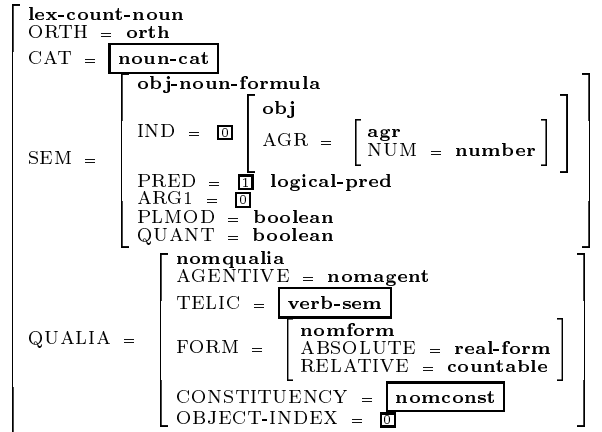 lex-count-noun
ORTH = orth
CAT = noun-cat
SEM =
obj-noun-formula
IND = 0
obj
AGR =
agr
NUM = number
PRED = 1 logical-pred
ARG1 = 0
PLMOD = boolean
QUANT = boolean
QUALIA =
nomqualia
AGENTIVE = nomagent
TELIC = verb-sem
FORM =
nomform
ABSOLUTE = real-form
RELATIVE = countable
CONSTITUENCY = nomconst
OBJECT-INDEX = 0